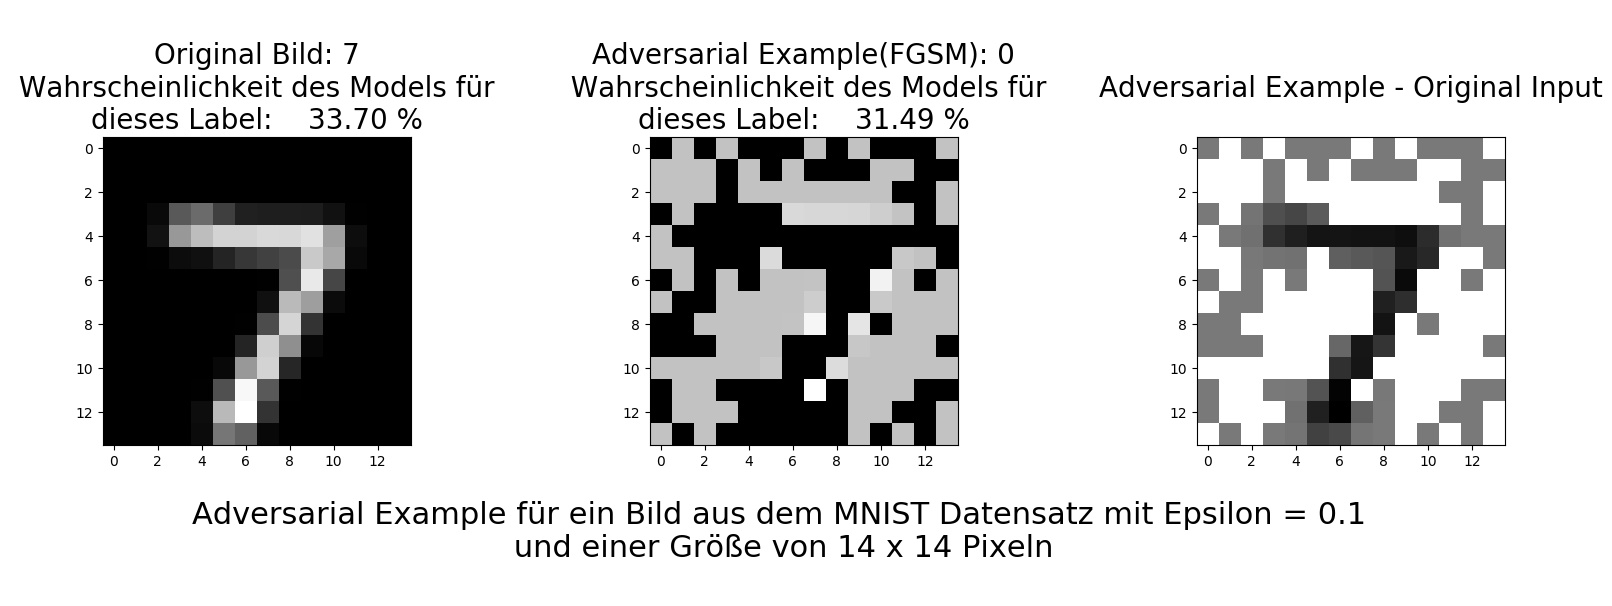 Original Bild: 7
Wahrscheinlichkeit des Models für
dieses Label: 33.70 %
0
2
4
6
8
10
12
0 2 4 6 8 10 12
Adversarial Example(FGSM): 0
Wahrscheinlichkeit des Models für
dieses Label: 31.49 %
0
2
4
6
8
10
12
0 2 4 6 8 10 12
Adversarial Example - Original Input
0
2
4
6
8
10
12
0 2 4 6 8 10 12
Adversarial Example für ein Bild aus dem MNIST Datensatz mit Epsilon = 0.1
und einer Größe von 14 x 14 Pixeln